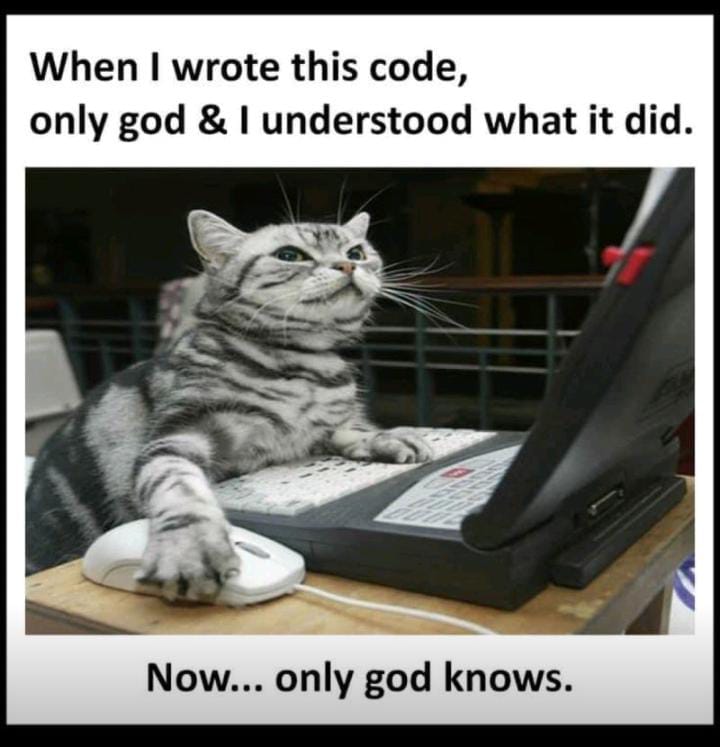 When I wrote this code,
only god & I understood what it did.
Now... only god knows.